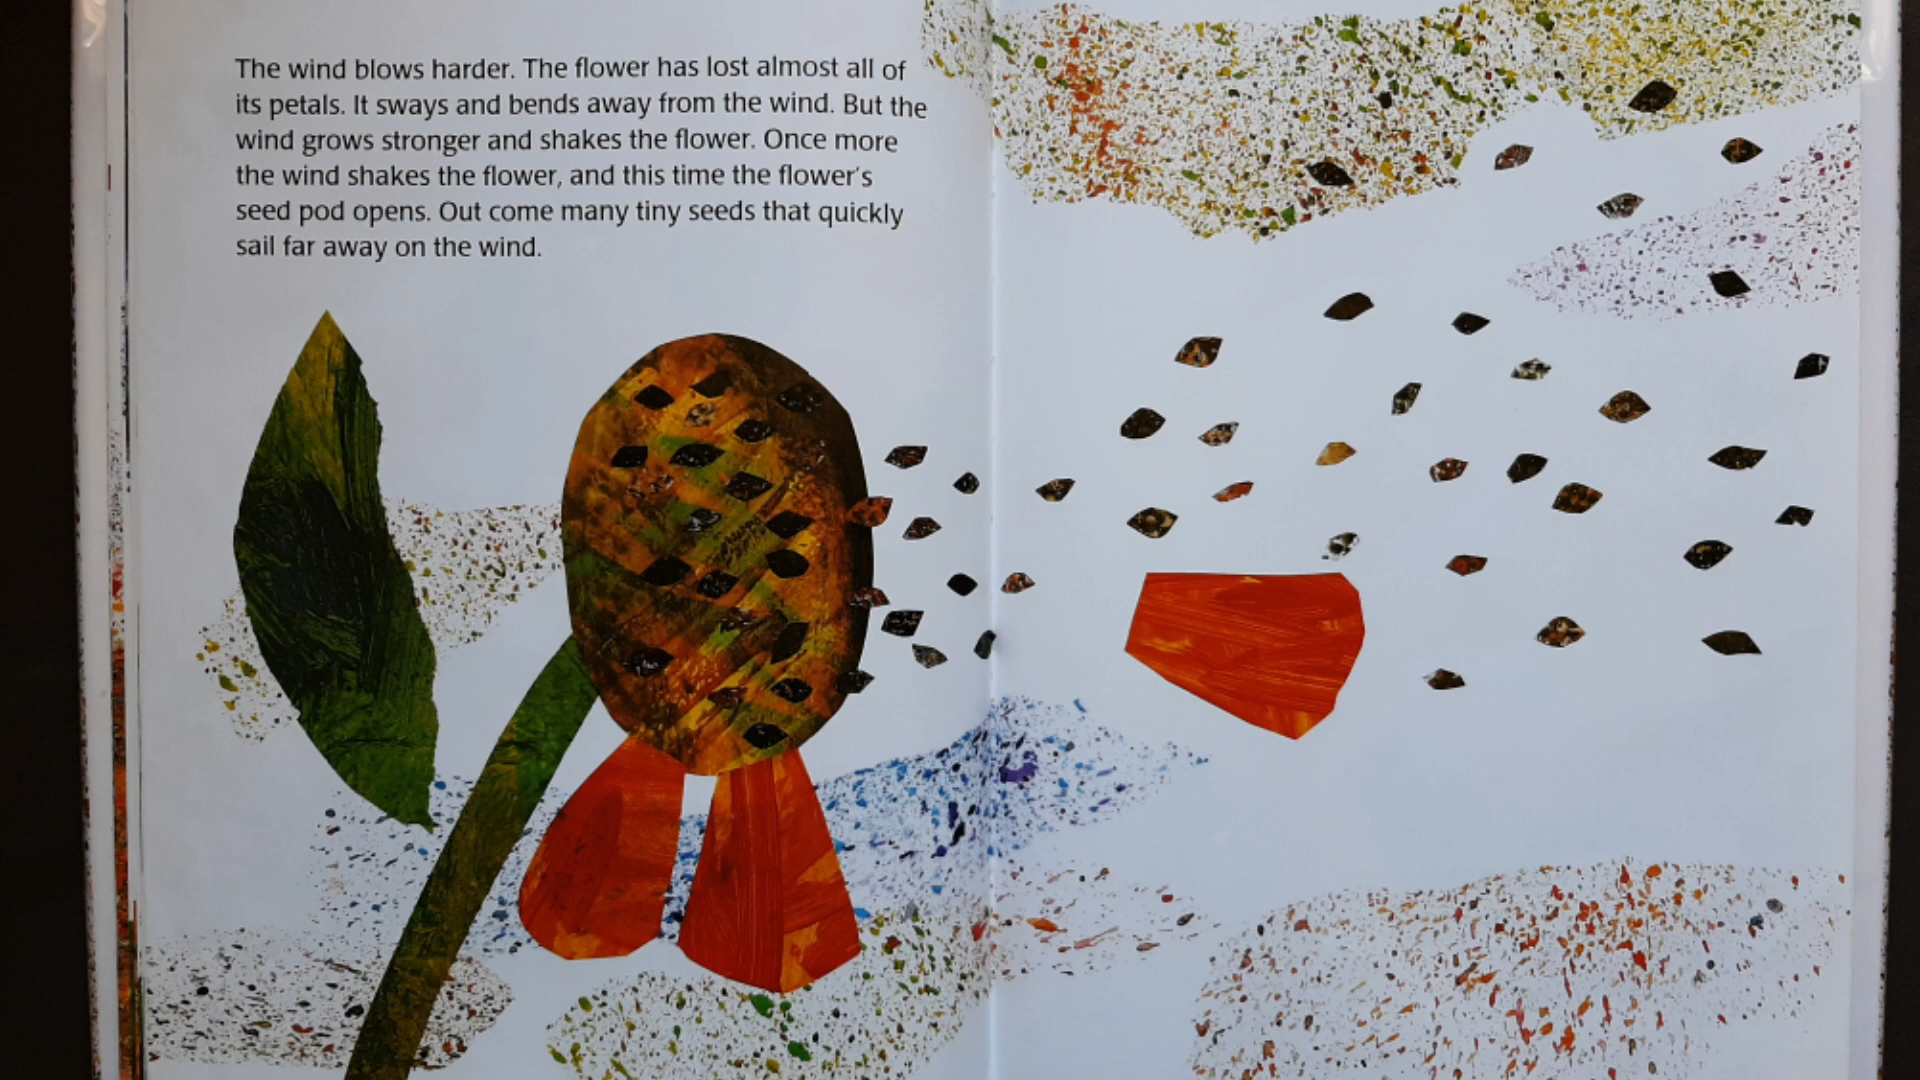 The wind blows harder. The flower has lost almost all of
its petals. It sways and bends away from the wind. But the
wind grows stronger and shakes the flower. Once more
the wind shakes the flower, and this time the flower's
seed pod opens. Out come many tiny seeds that quickly
sail far away on the wind.